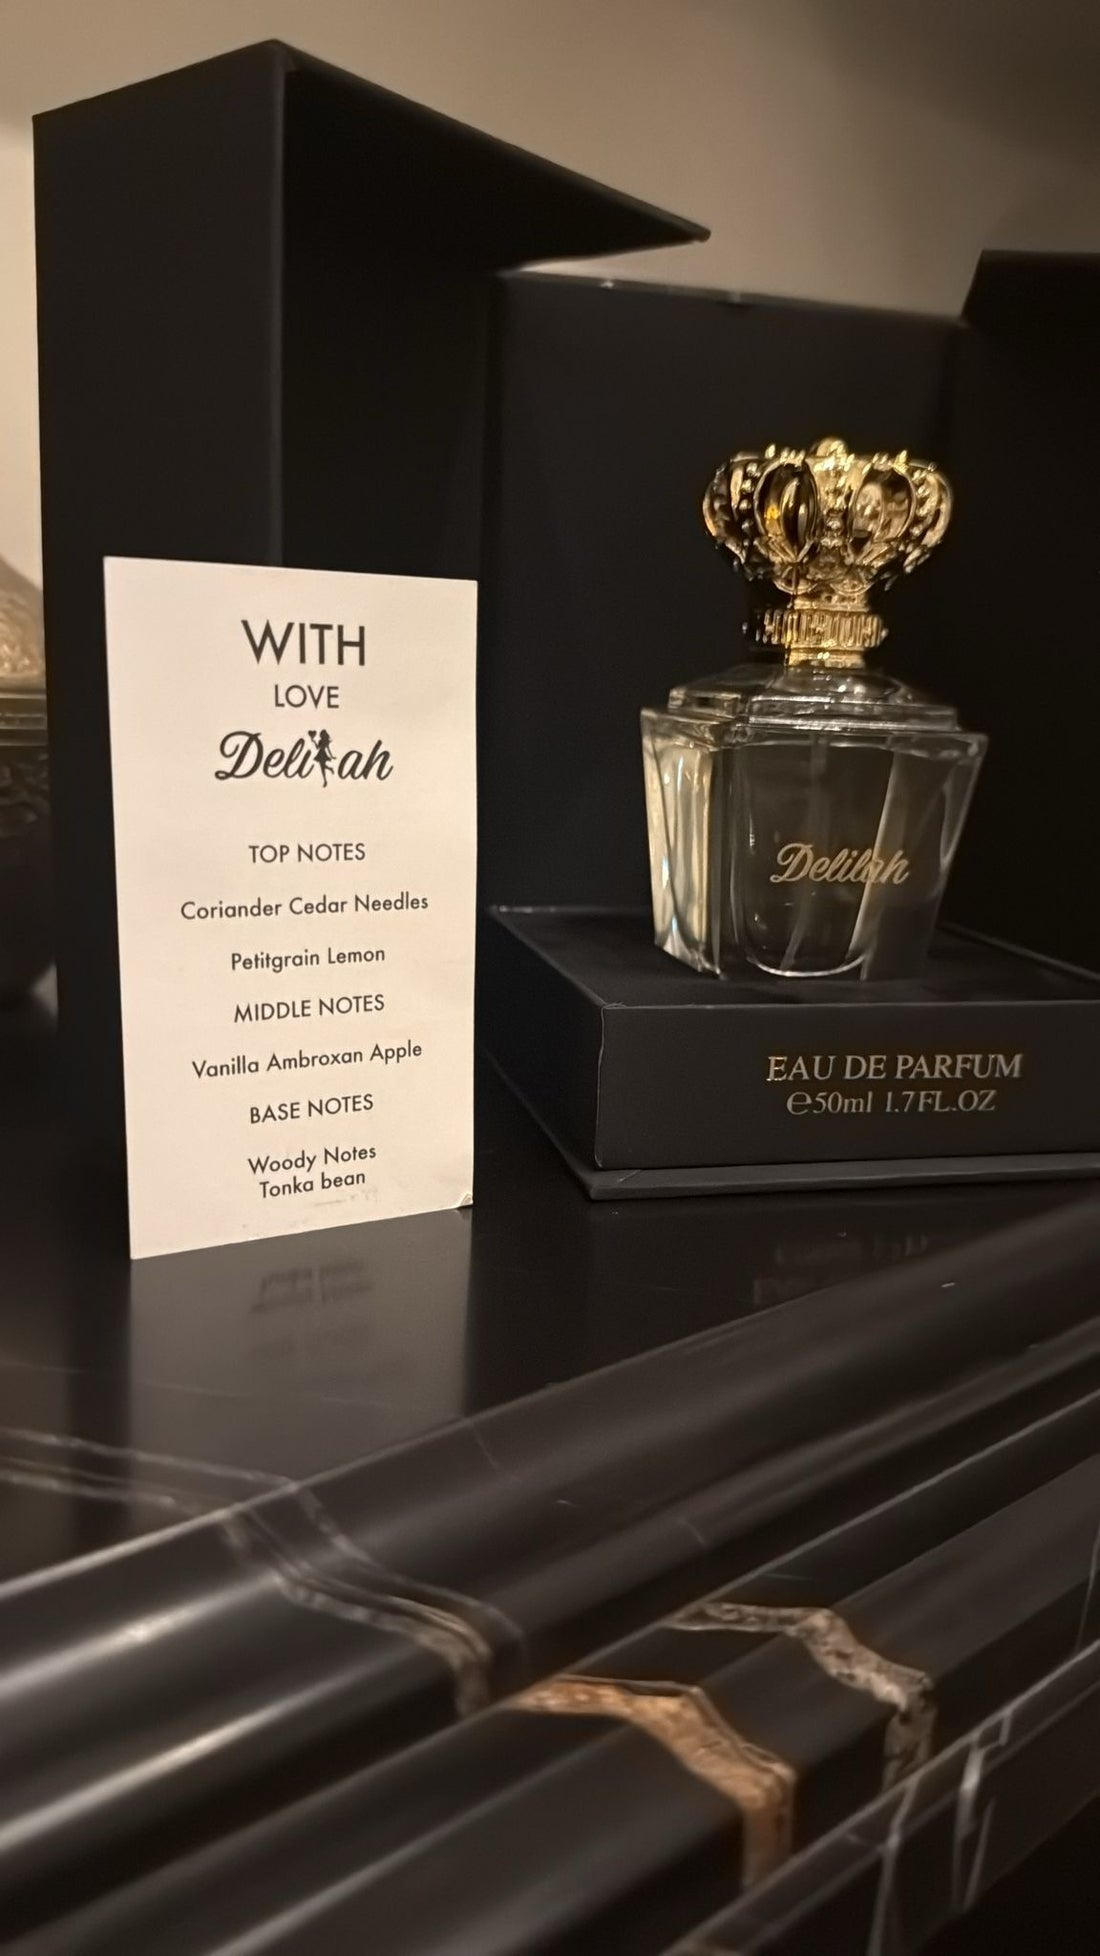 WITH
LOVE
Delilah
TOP NOTES
Coriander Cedar Needles
Petitgrain Lemon
MIDDLE NOTES
Vanilla Ambroxan Apple
BASE NOTES
Woody Notes
Tonka bean
Delilah
EAU DE PARFUM
℮50ml 1.7FL.OZ